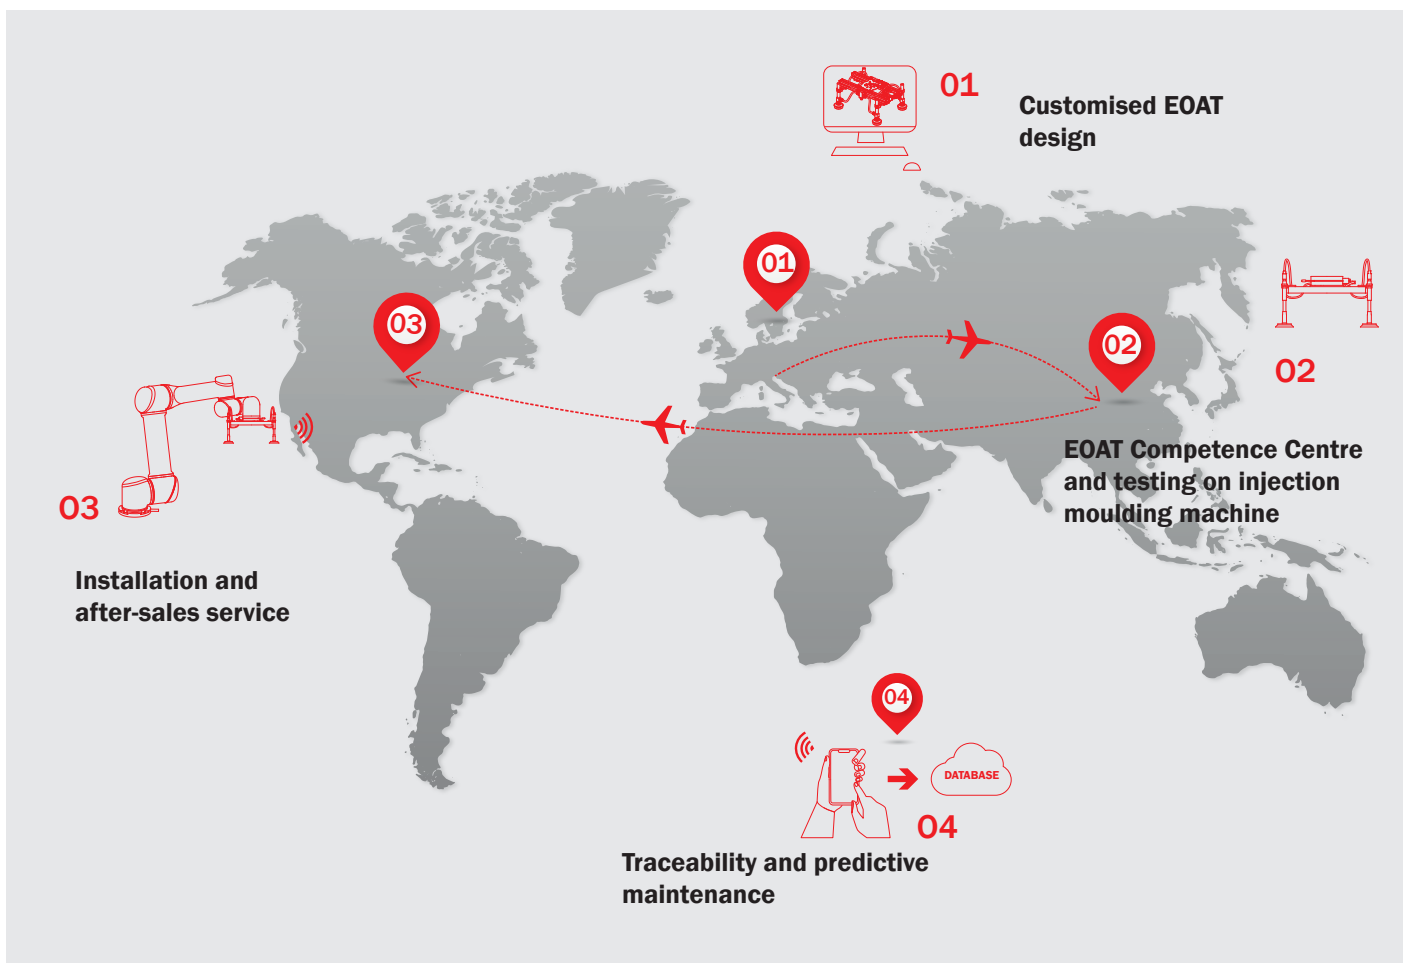 01
Customised EOAT
design
01
03
02
02
EOAT Competence Centre
and testing on injection
moulding machine
03
Installation and
after-sales service
04
DATABASE
04
Traceability and predictive
maintenance